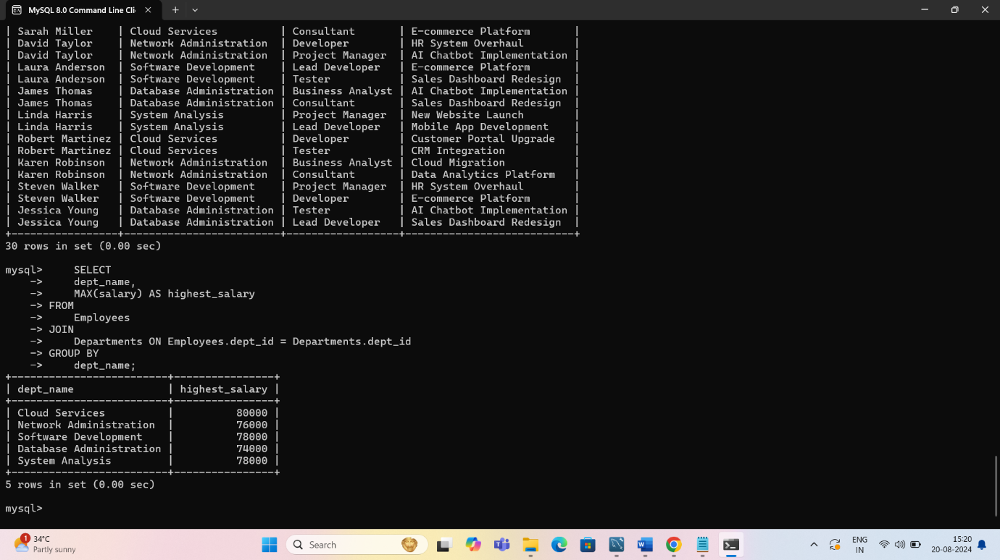 MySQL 8.0 Command Line Cli
| Sarah Miller | Cloud Services | Consultant | E-commerce Platform |
| David Taylor | Network Administration | Developer | HR System Overhaul |
| David Taylor | Network Administration | Project Manager | AI Chatbot Implementation |
| Laura Anderson | Software Development | Lead Developer | E-commerce Platform |
| Laura Anderson | Software Development | Tester | Sales Dashboard Redesign |
| James Thomas | Database Administration | Business Analyst | AI Chatbot Implementation |
| James Thomas | Database Administration | Consultant | Sales Dashboard Redesign |
| Linda Harris | System Analysis | Project Manager | New Website Launch |
| Linda Harris | System Analysis | Lead Developer | Mobile App Development |
| Robert Martinez | Cloud Services | Developer | Customer Portal Upgrade |
| Robert Martinez | Cloud Services | Tester | CRM Integration |
| Karen Robinson | Network Administration | Business Analyst | Cloud Migration |
| Karen Robinson | Network Administration | Consultant | Data Analytics Platform |
| Steven Walker | Software Development | Project Manager | HR System Overhaul |
| Steven Walker | Software Development | Developer | E-commerce Platform |
| Jessica Young | Database Administration | Tester | AI Chatbot Implementation |
| Jessica Young | Database Administration | Lead Developer | Sales Dashboard Redesign |
+-----------------+-------------------------+------------------+---------------------------+
30 rows in set (0.00 sec)
mysql> SELECT
-> dept_name,
-> MAX(salary) AS highest_salary
-> FROM
-> Employees
-> JOIN
-> Departments ON Employees.dept_id = Departments.dept_id
-> GROUP BY
-> dept_name;
+-------------------------+----------------+
| dept_name | highest_salary |
+-------------------------+----------------+
| Cloud Services | 80000 |
| Network Administration | 76000 |
| Software Development | 78000 |
| Database Administration | 74000 |
| System Analysis | 78000 |
+-------------------------+----------------+
5 rows in set (0.00 sec)
mysql>
1
34°C
Partly sunny
Search
ENG
IN
15:20
20-08-2024